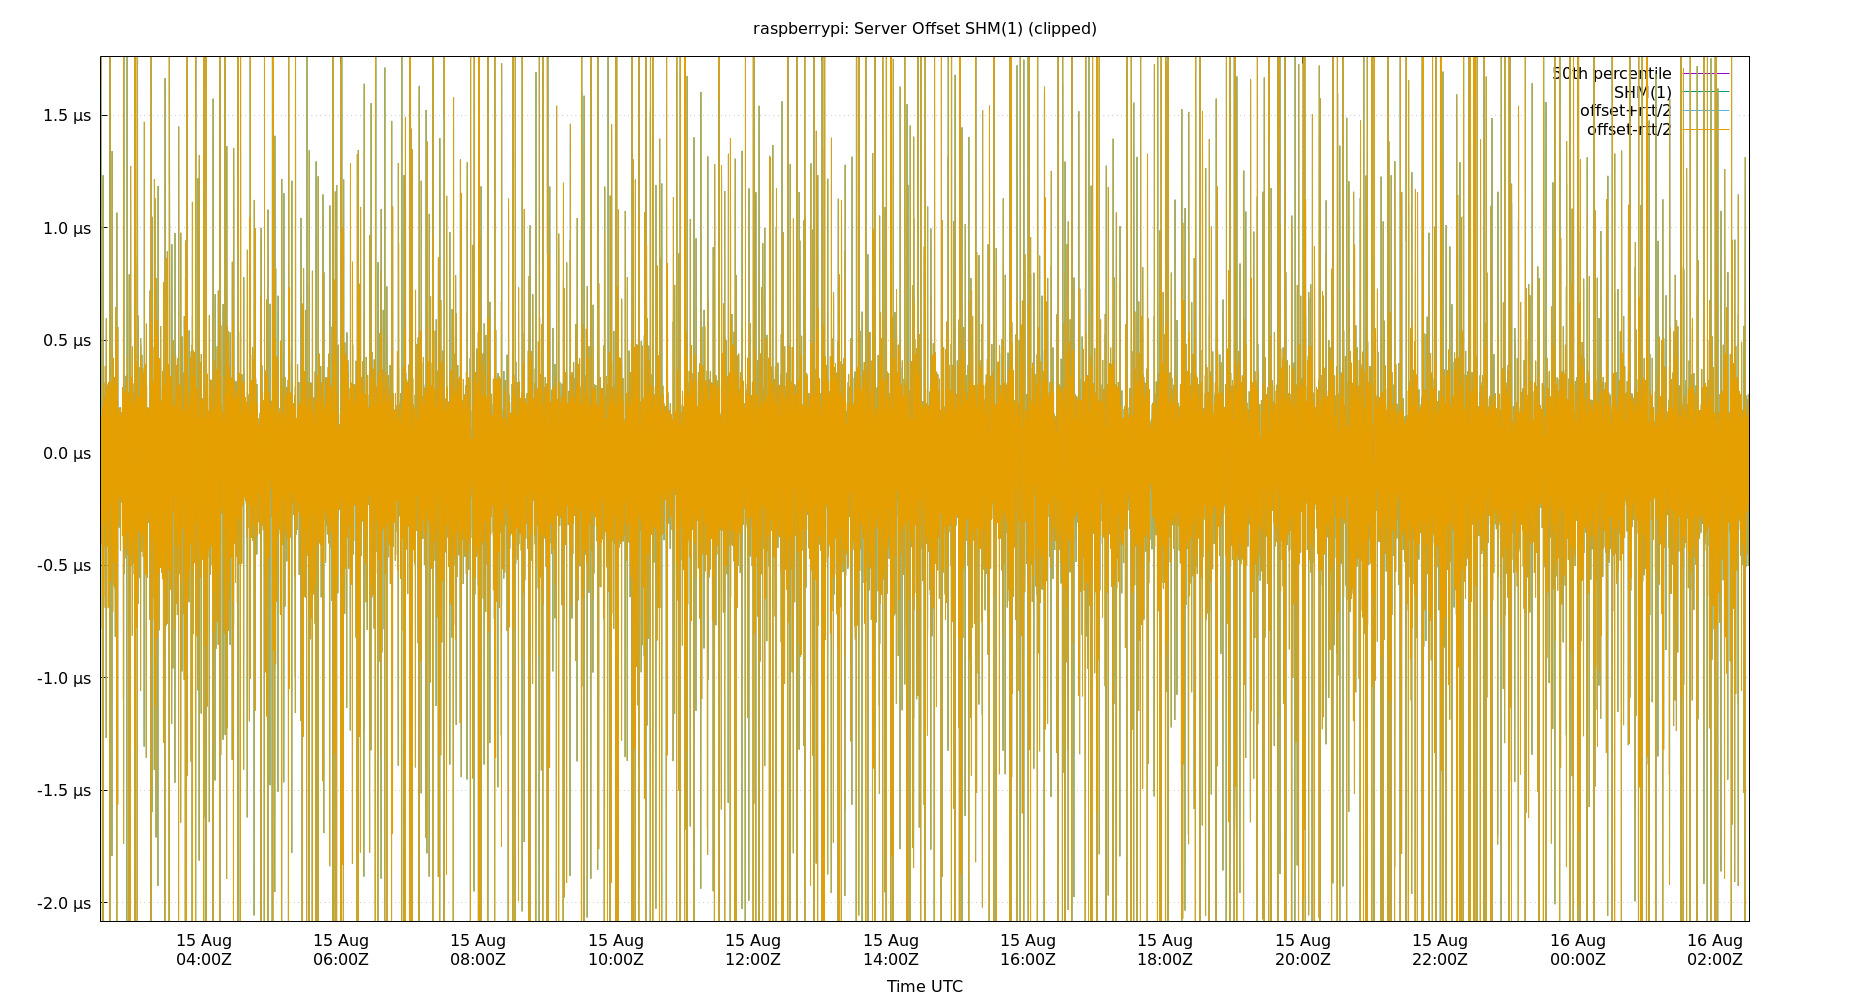 raspberrypi: Server Offset SHM(1) (clipped)
50th percentile
SHM(1)
offset+rtt/2
offset-rtt/2
1.5 µs
1.0 µs
0.5 µs
0.0 µs
-0.5 µs
-1.0 µs
-1.5 µs
-2.0 µs
15 Aug 15 Aug 15 Aug 15 Aug 15 Aug 15 Aug 15 Aug 15 Aug 15 Aug 15 Aug 16 Aug 16 Aug
04:00Z 06:00Z 08:00Z 10:00Z 12:00Z 14:00Z 16:00Z 18:00Z 20:00Z 22:00Z 00:00Z 02:00Z
Time UTC